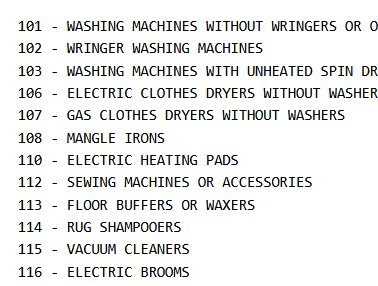 101 - WASHING MACHINES WITHOUT WRINGERS OR O
102 - WRINGER WASHING MACHINES
103 - WASHING MACHINES WITH UNHEATED SPIN DR
106 - ELECTRIC CLOTHES DRYERS WITHOUT WASHER
107 - GAS CLOTHES DRYERS WITHOUT WASHERS
108 - MANGLE IRONS
110 - ELECTRIC HEATING PADS
112 - SEWING MACHINES OR ACCESSORIES
113 - FLOOR BUFFERS OR WAXERS
114 - RUG SHAMPOOERS
115 - VACUUM CLEANERS
116 - ELECTRIC BROOMS